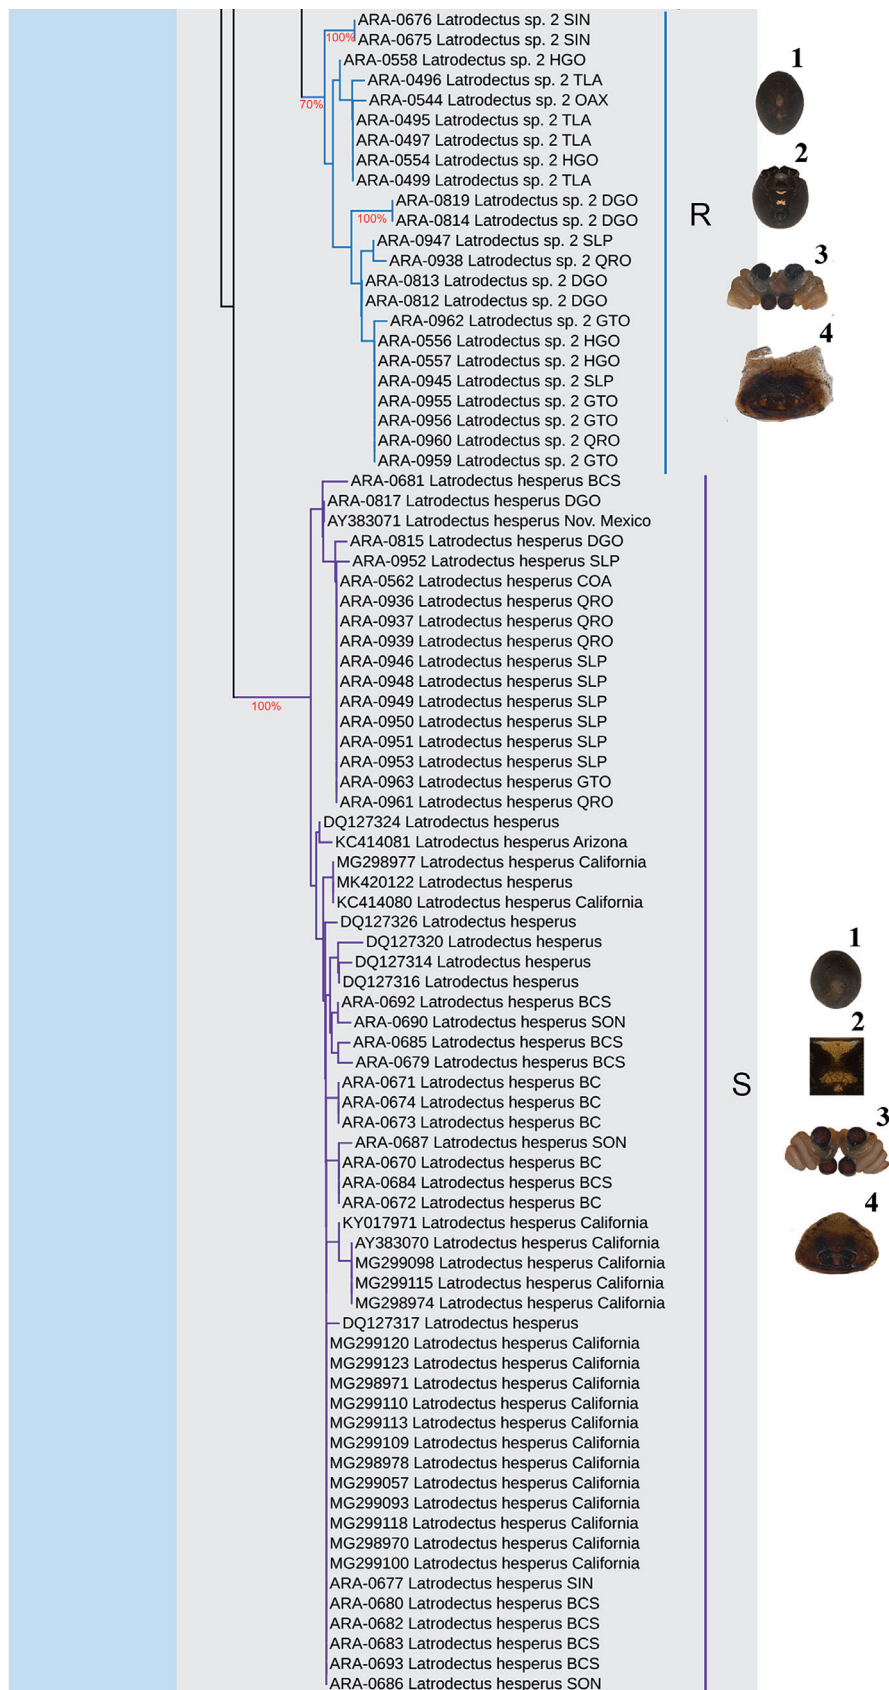 ARA-0676 Latrodectus sp. 2 SIN
100%
ARA-0675 Latrodectus sp. 2 SIN
ARA-0558 Latrodectus sp. 2 HGO
1
ARA-0496 Latrodectus sp. 2 TLA
70%
ARA-0544 Latrodectus sp. 2 OAX
ARA-0495 Latrodectus sp. 2 TLA
ARA-0497 Latrodectus sp. 2 TLA
2
ARA-0554 Latrodectus sp. 2 HGO
ARA-0499 Latrodectus sp. 2 TLA
ARA-0819 Latrodectus sp. 2 DGO
100%
ARA-0814 Latrodectus sp. 2 DGO
R
ARA-0947 Latrodectus sp. 2 SLP
3
ARA-0938 Latrodectus sp. 2 QRO
ARA-0813 Latrodectus sp. 2 DGO
ARA-0812 Latrodectus sp. 2 DGO
ARA-0962 Latrodectus sp. 2 GTO
4
ARA-0556 Latrodectus sp. 2 HGO
ARA-0557 Latrodectus sp. 2 HGO
ARA-0945 Latrodectus sp. 2 SLP
ARA-0955 Latrodectus sp. 2 GTO
ARA-0956 Latrodectus sp. 2 GTO
ARA-0960 Latrodectus sp. 2 QRO
ARA-0959 Latrodectus sp. 2 GTO
ARA-0681 Latrodectus hesperus BCS
ARA-0817 Latrodectus hesperus DGO
AY383071 Latrodectus hesperus Nov. Mexico
ARA-0815 Latrodectus hesperus DGO
ARA-0952 Latrodectus hesperus SLP
ARA-0562 Latrodectus hesperus COA
ARA-0936 Latrodectus hesperus QRO
ARA-0937 Latrodectus hesperus QRO
ARA-0939 Latrodectus hesperus QRO
ARA-0946 Latrodectus hesperus SLP
ARA-0948 Latrodectus hesperus SLP
ARA-0949 Latrodectus hesperus SLP
100%
ARA-0950 Latrodectus hesperus SLP
ARA-0951 Latrodectus hesperus SLP
ARA-0953 Latrodectus hesperus SLP
ARA-0963 Latrodectus hesperus GTO
ARA-0961 Latrodectus hesperus QRO
DQ127324 Latrodectus hesperus
KC414081 Latrodectus hesperus Arizona
MG298977 Latrodectus hesperus California
MK420122 Latrodectus hesperus
KC414080 Latrodectus hesperus California
DQ127326 Latrodectus hesperus
DQ127320 Latrodectus hesperus
1
DQ127314 Latrodectus hesperus
DQ127316 Latrodectus hesperus
ARA-0692 Latrodectus hesperus BCS
ARA-0690 Latrodectus hesperus SON
2
ARA-0685 Latrodectus hesperus BCS
ARA-0679 Latrodectus hesperus BCS
ARA-0671 Latrodectus hesperus BC
S
ARA-0674 Latrodectus hesperus BC
ARA-0673 Latrodectus hesperus BC
3
ARA-0687 Latrodectus hesperus SON
ARA-0670 Latrodectus hesperus BC
ARA-0684 Latrodectus hesperus BCS
ARA-0672 Latrodectus hesperus BC
4
KY017971 Latrodectus hesperus California
AY383070 Latrodectus hesperus California
MG299098 Latrodectus hesperus California
MG299115 Latrodectus hesperus California
MG298974 Latrodectus hesperus California
DQ127317 Latrodectus hesperus
MG299120 Latrodectus hesperus California
MG299123 Latrodectus hesperus California
MG298971 Latrodectus hesperus California
MG299110 Latrodectus hesperus California
MG299113 Latrodectus hesperus California
MG299109 Latrodectus hesperus California
MG298978 Latrodectus hesperus California
MG299057 Latrodectus hesperus California
MG299093 Latrodectus hesperus California
MG299118 Latrodectus hesperus California
MG298970 Latrodectus hesperus California
MG299100 Latrodectus hesperus California
ARA-0677 Latrodectus hesperus SIN
ARA-0680 Latrodectus hesperus BCS
ARA-0682 Latrodectus hesperus BCS
ARA-0683 Latrodectus hesperus BCS
ARA-0693 Latrodectus hesperus BCS
ARA-0686 Latrodectus hesperus SON